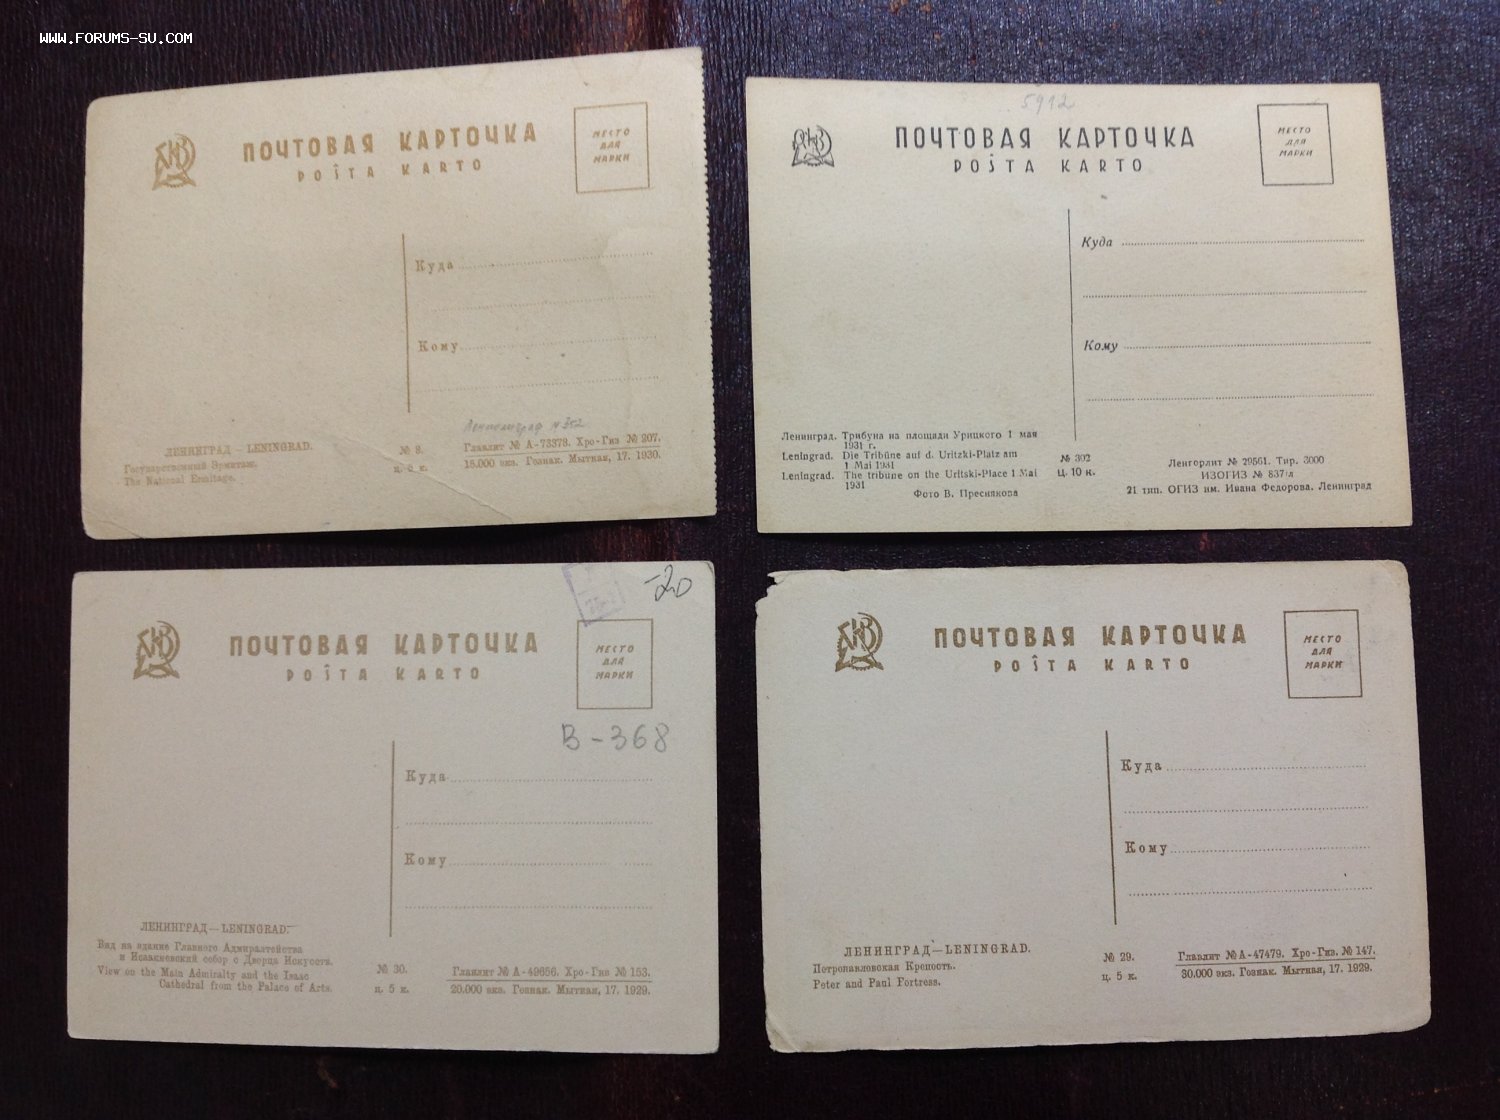 WWW.FORUMS-SU.COM
ПОЧТОВАЯ КАРТОЧКА
POŜTA KARTO
МЕСТО
ДЛЯ
МАРКИ
Куда
Кому
ЛЕНИНГРАД — LENINGRAD.
Государственный Эрмитаж.
The National Ermitage.
№ 8.
ц. 5 к.
№ 352
Главлит № А-73378. Хро-Гиз № 207.
15.000 экз. Гознак. Мытная, 17. 1930.
5912
ПОЧТОВАЯ КАРТОЧКА
POŜTA KARTO
МЕСТО
ДЛЯ
МАРКИ
Куда
Кому
Ленинград. Трибуна на площади Урицкого 1 мая
1931 г.
Leningrad. Die Tribüne auf d. Uritzki-Platz am
1 Mai 1931
Leningrad. The tribune on the Uritski-Place 1 Mai
1931
Фото В. Преснякова
№ 302
Ц. 10 к.
Ленгорлит № 29561. Тир. 3000
ИЗОГИЗ №
21 тип. ОГИЗ им. Ивана Федорова. Ленинград
-20
ПОЧТОВАЯ КАРТОЧКА
POŜTA KARTO
МЕСТО
ДЛЯ
МАРКИ
В-368
Куда
Кому
ЛЕНИНГРАД — LENINGRAD.
Вид на здание Главного Адмиралтейства
и Исаакиевский собор с Дворца Искусств.
View on the Main Admiralty and the Isaac
Cathedral from the Palace of Arts.
№ 30.
ц. 5 к.
Главлит № А-49656. Хро-Гиз № 153.
20.000 экз. Гознак. Мытная, 17. 1929.
ПОЧТОВАЯ КАРТОЧКА
POŜTA KARTO
МЕСТО
ДЛЯ
МАРКИ
Куда
Кому
ЛЕНИНГРАД — LENINGRAD.
Петропавловская Крепость.
Peter and Paul Fortress.
№ 29.
ц. 5 к.
Главлит № А-47479. Хро-Гиз. № 147.
30.000 экз. Гознак. Мытная, 17. 1929.